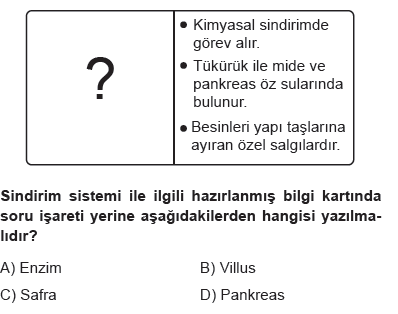 ?
● Kimyasal sindirimde
görev alır.
● Tükürük ile mide ve
pankreas öz sularında
bulunur.
● Besinleri yapı taşlarına
ayıran özel salgılardır.
Sindirim sistemi ile ilgili hazırlanmış bilgi kartında
soru işareti yerine aşağıdakilerden hangisi yazılma-
lıdır?
A) Enzim B) Villus
C) Safra D) Pankreas